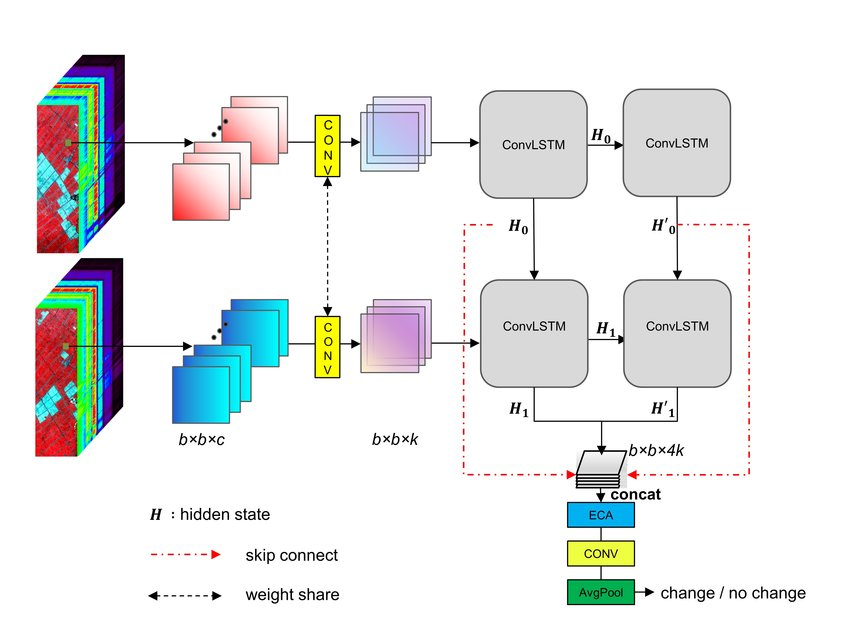 C
O
N
V
ConvLSTM
H₀
ConvLSTM
H₀
H′₀
C
O
N
V
ConvLSTM
H₁
ConvLSTM
H₁
H′₁
b×b×c
b×b×k
b×b×4k
concat
H : hidden state
ECA
skip connect
CONV
weight share
AvgPool
change / no change